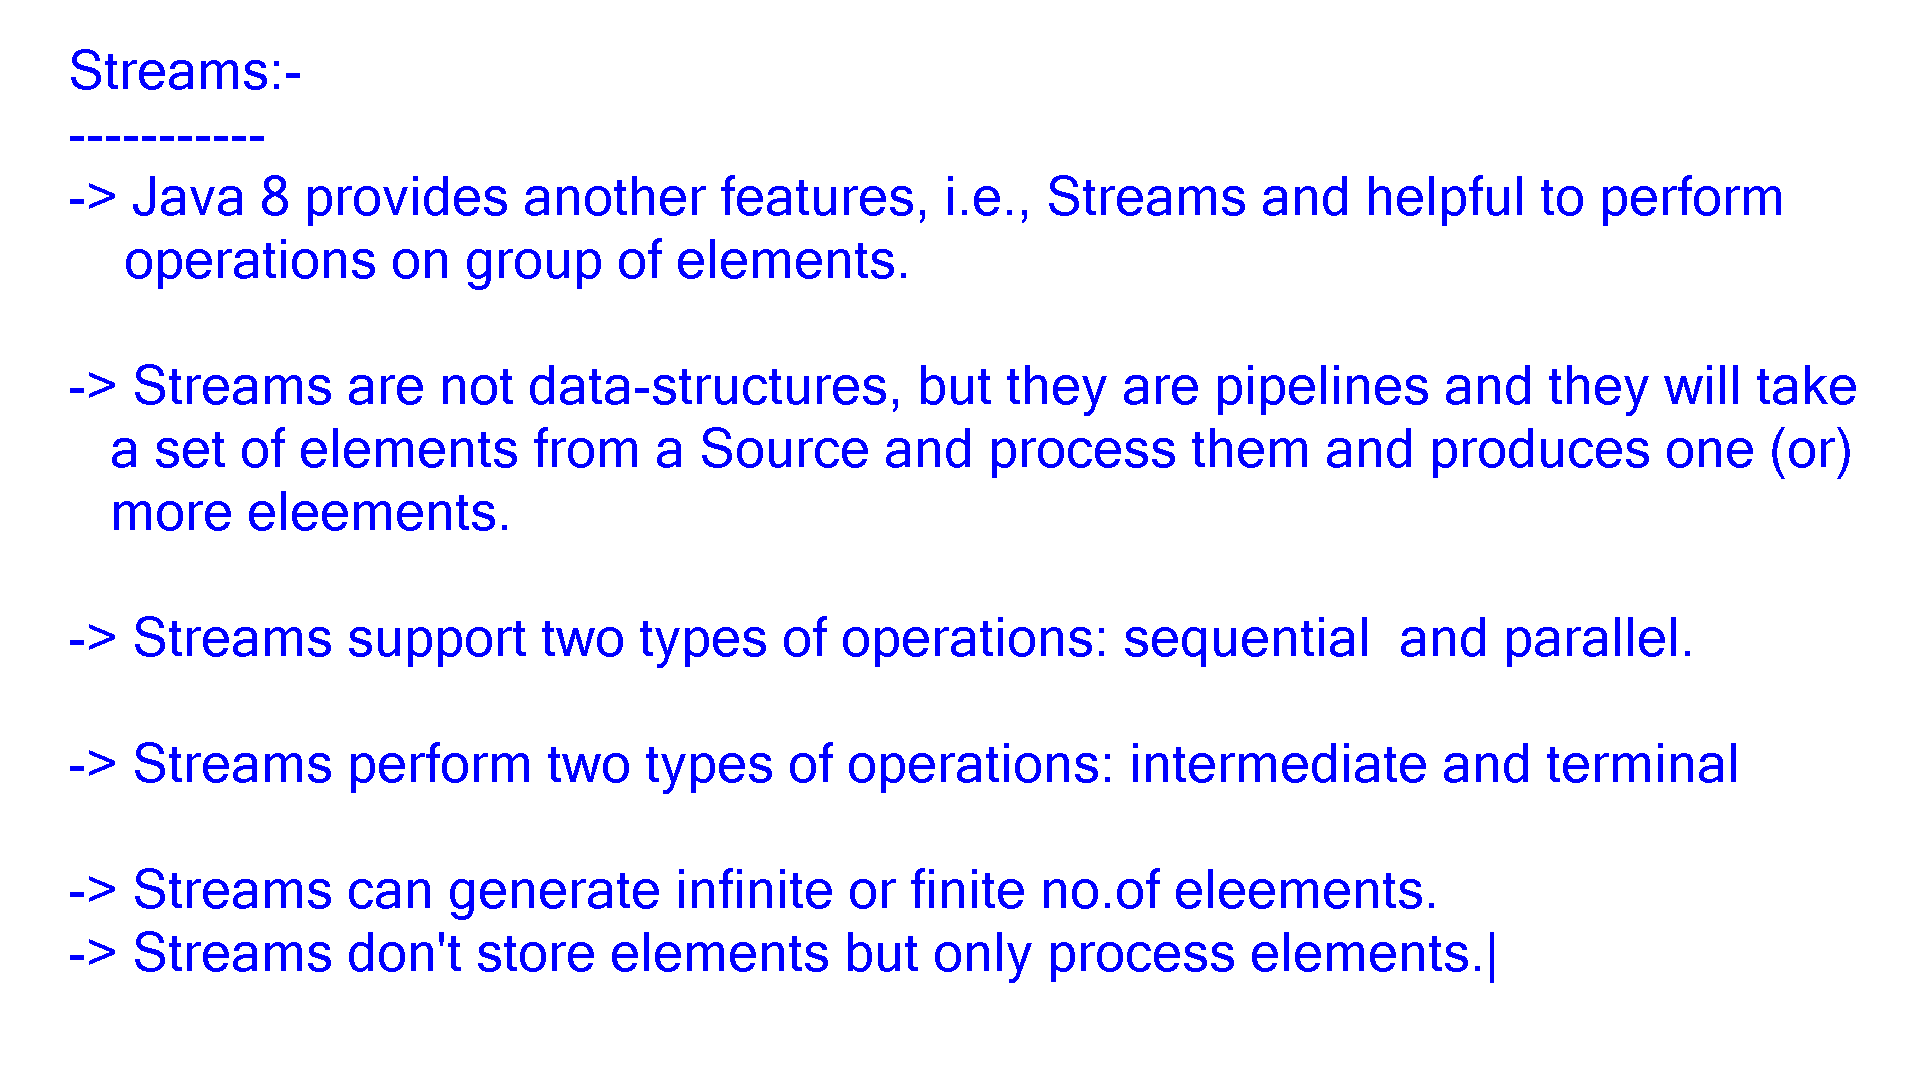 Streams:-
-----------
-> Java 8 provides another features, i.e., Streams and helpful to perform
operations on group of elements.
-> Streams are not data-structures, but they are pipelines and they will take
a set of elements from a Source and process them and produces one (or)
more eleements.
-> Streams support two types of operations: sequential  and parallel.
-> Streams perform two types of operations: intermediate and terminal
-> Streams can generate infinite or finite no.of eleements.
-> Streams don't store elements but only process elements.